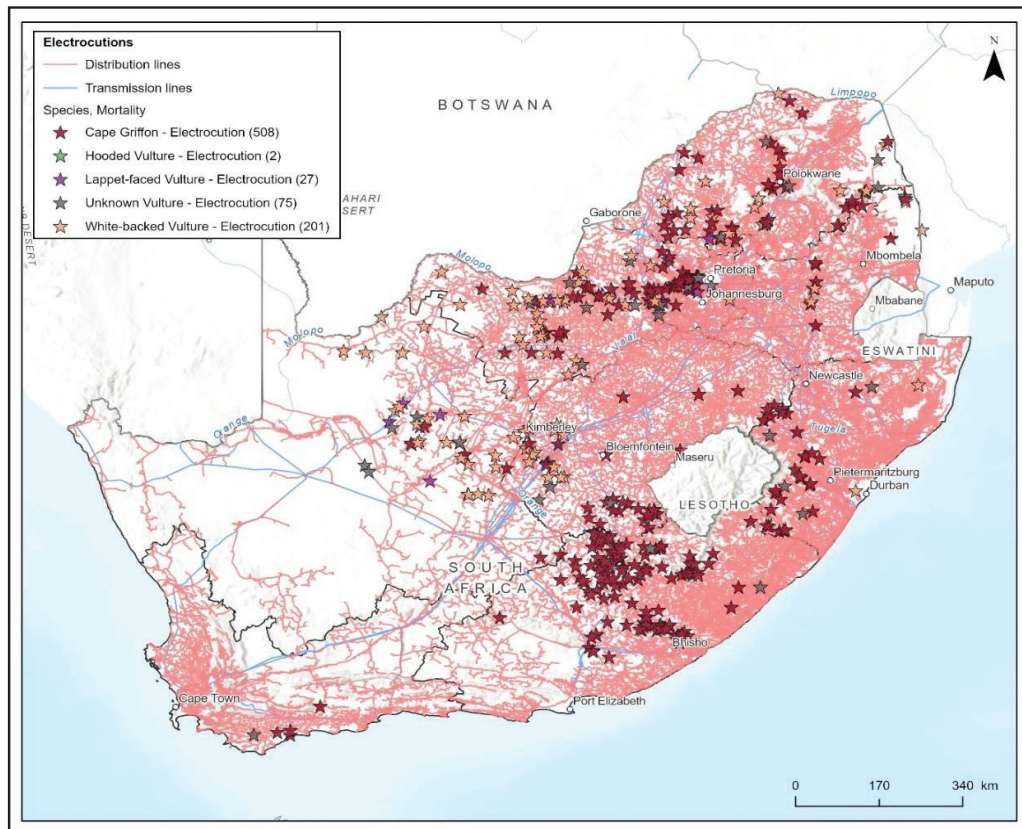 Electrocutions
Distribution lines
Transmission lines
Species, Mortality
Cape Griffon - Electrocution (508)
Hooded Vulture - Electrocution (2)
Lappet-faced Vulture - Electrocution (27)
Unknown Vulture - Electrocution (75)
White-backed Vulture - Electrocution (201)
N
Limpopo
BOTSWANA
Polokwane
AHARI
SERT
Gaborone
DESERT
Molopo
Mbombela
Pretoria
Maputo
Johannesburg
Mbabane
Molopo
Vaal
ESWATINI
Newcastle
Orange
Kimberley
Tugela
Bloemfontein
Maseru
Pietermaritzburg
Durban
Orange
LESOTHO
SOUTH
AFRICA
Bhisho
Cape Town
Port Elizabeth
0 170 340 km